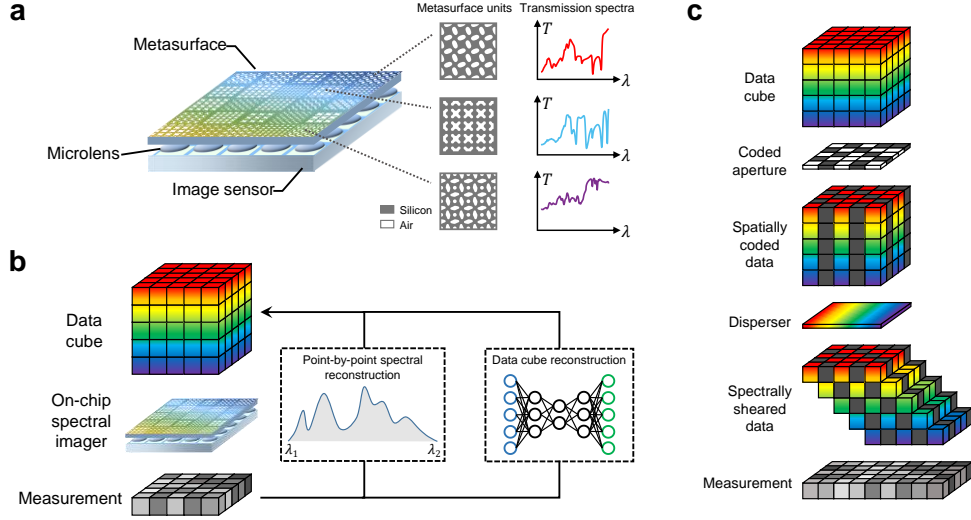 a
Metasurface
Microlens
Image sensor
Metasurface units
Transmission spectra
T
λ
T
λ
T
λ
Silicon
Air
b
Data
cube
On-chip
spectral
imager
Measurement
Point-by-point spectral
reconstruction
λ1
λ2
Data cube reconstruction
c
Data
cube
Coded
aperture
Spatially
coded
data
Disperser
Spectrally
sheared
data
Measurement